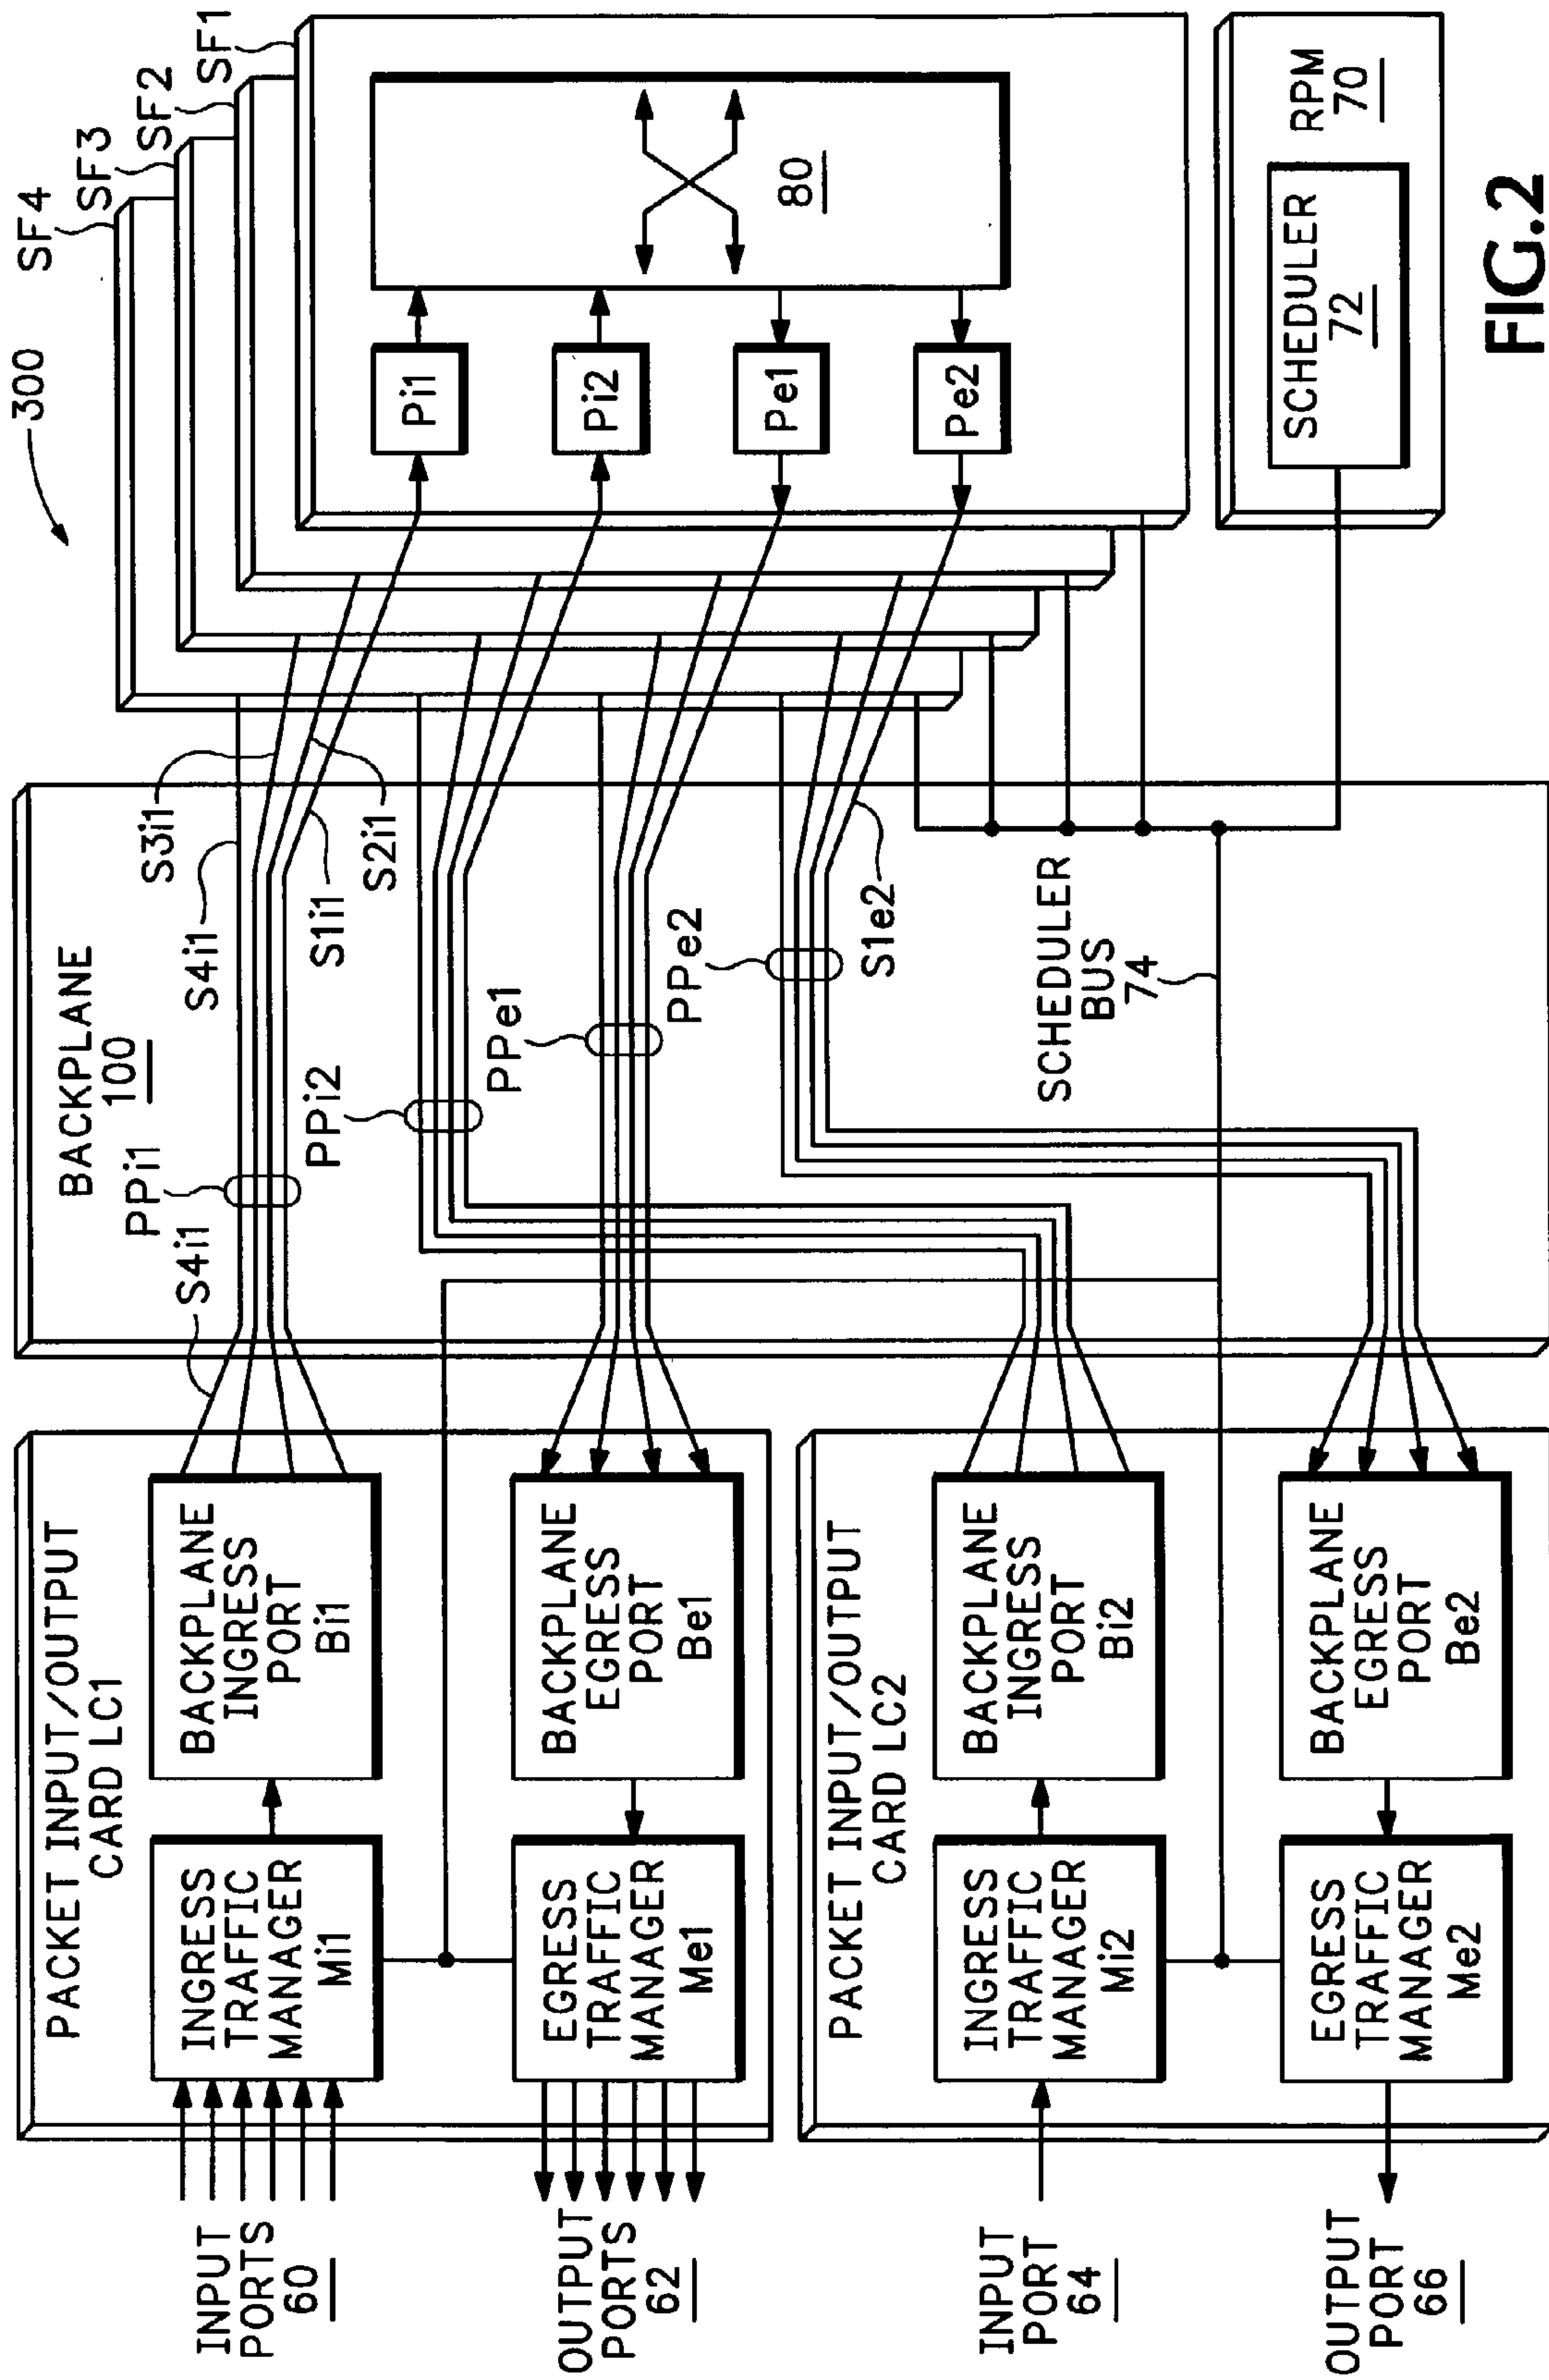 300
SF4
SF3
SF2
SF1
BACKPLANE
100
S4i1
PPi1
PPi2
PPe1
PPe2
S4i1
S3i1
S1i1
S2i1
S1e2
SCHEDULER
BUS
74
Pi1
Pi2
Pe1
Pe2
80
RPM
70
SCHEDULER
72
PACKET INPUT/OUTPUT
CARD LC1
INGRESS
TRAFFIC
MANAGER
Mi1
BACKPLANE
INGRESS
PORT
Bi1
EGRESS
TRAFFIC
MANAGER
Me1
BACKPLANE
EGRESS
PORT
Be1
INPUT
PORTS
60
OUTPUT
PORTS
62
PACKET INPUT/OUTPUT
CARD LC2
INGRESS
TRAFFIC
MANAGER
Mi2
BACKPLANE
INGRESS
PORT
Bi2
EGRESS
TRAFFIC
MANAGER
Me2
BACKPLANE
EGRESS
PORT
Be2
INPUT
PORT
64
OUTPUT
PORT
66
FIG.2